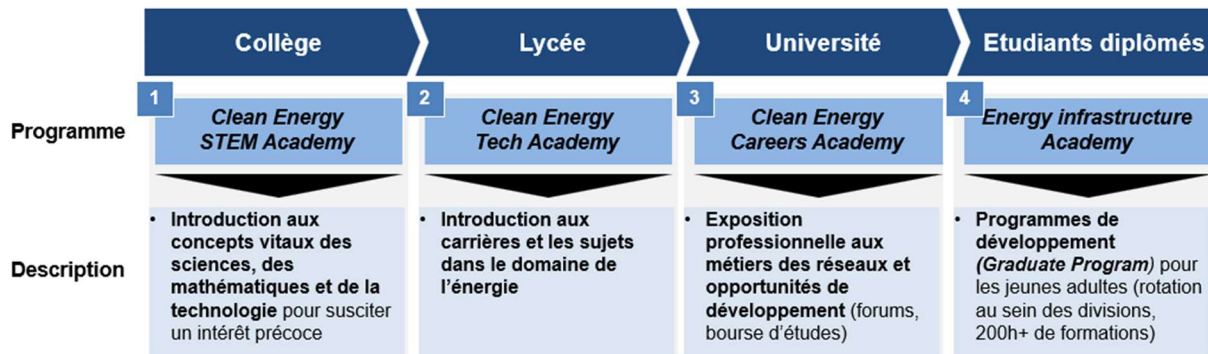 Collège
Lycée
Université
Etudiants diplômés
Programme
1
Clean Energy
STEM Academy
2
Clean Energy
Tech Academy
3
Clean Energy
Careers Academy
4
Energy infrastructure
Academy
Description
• Introduction aux
concepts vitaux des
sciences, des
mathématiques et de la
technologie pour susciter
un intérêt précoce
• Introduction aux
carrières et les sujets
dans le domaine de
l’énergie
• Exposition
professionnelle aux
métiers des réseaux et
opportunités de
développement (forums,
bourse d’études)
• Programmes de
développement
(Graduate Program) pour
les jeunes adultes (rotation
au sein des divisions,
200h+ de formations)